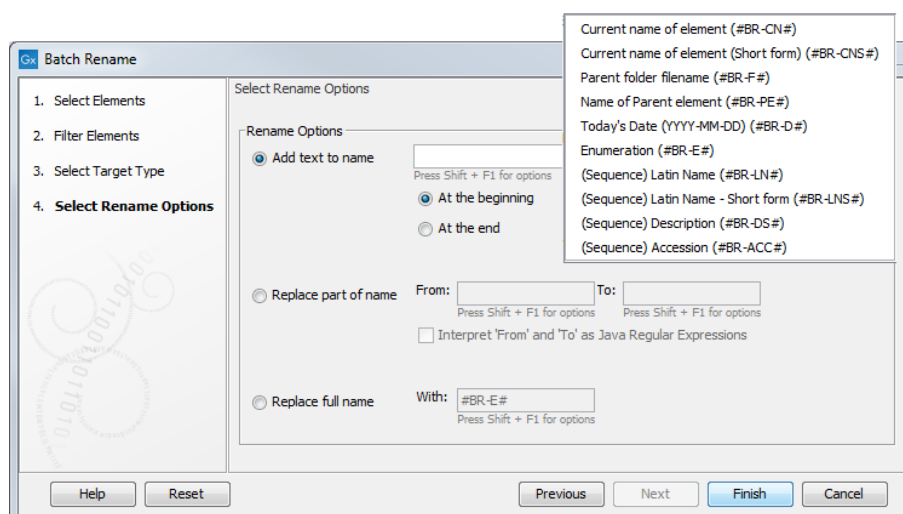 Current name of element (#BR-CN#)
Current name of element (Short form) (#BR-CNS#)
Parent folder filename (#BR-F#)
Name of Parent element (#BR-PE#)
Today's Date (YYYY-MM-DD) (#BR-D#)
Enumeration (#BR-E#)
(Sequence) Latin Name (#BR-LN#)
(Sequence) Latin Name - Short form (#BR-LNS#)
(Sequence) Description (#BR-DS#)
(Sequence) Accession (#BR-ACC#)
Gx Batch Rename
1. Select Elements
2. Filter Elements
3. Select Target Type
4. Select Rename Options
Select Rename Options
Rename Options
Add text to name
Press Shift + F1 for options
At the beginning
At the end
Replace part of name From: To:
Press Shift + F1 for options Press Shift + F1 for options
Interpret 'From' and 'To' as Java Regular Expressions
Replace full name With: #BR-E#
Press Shift + F1 for options
Help Reset Previous Next Finish Cancel